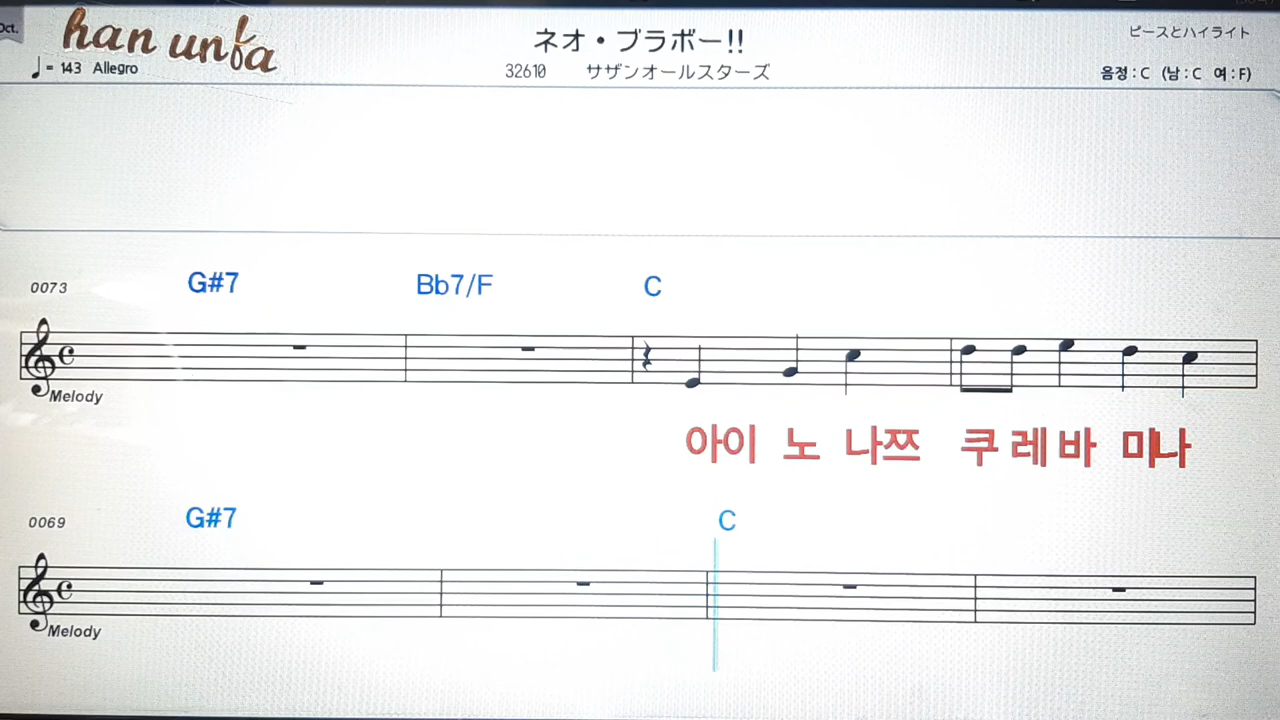 Oct.
han unfa
♩= 143 Allegro
ネオ・ブラボー!!
32610 サザンオールスターズ
ピースとハイライト
음정 : C (남 : C 여 : F)
0073 G#7 Bb7/F C
Melody
아이 노 나쯔 쿠 레 바 미나
0069 G#7 C
Melody